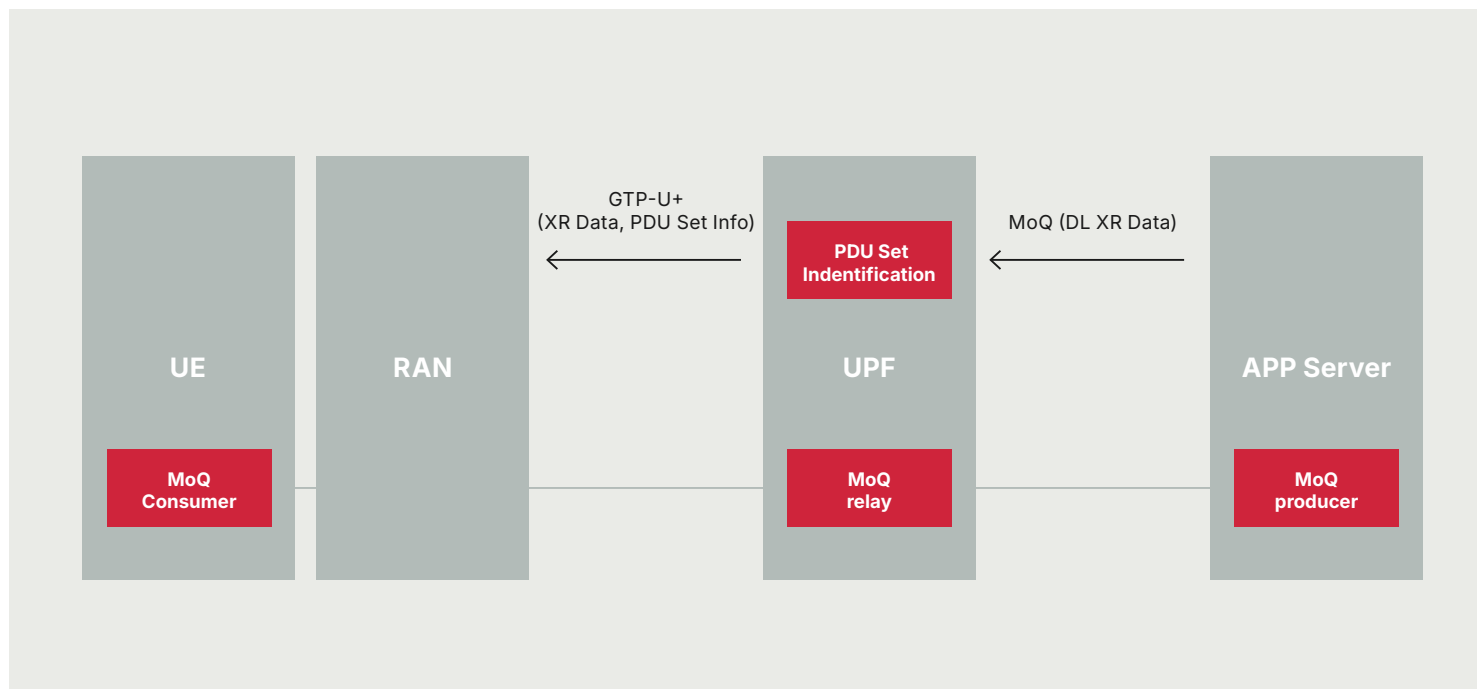 GTP-U+
(XR Data, PDU Set Info)
MoQ (DL XR Data)
PDU Set
Indentification
UE
RAN
UPF
APP Server
MoQ
Consumer
MoQ
relay
MoQ
producer